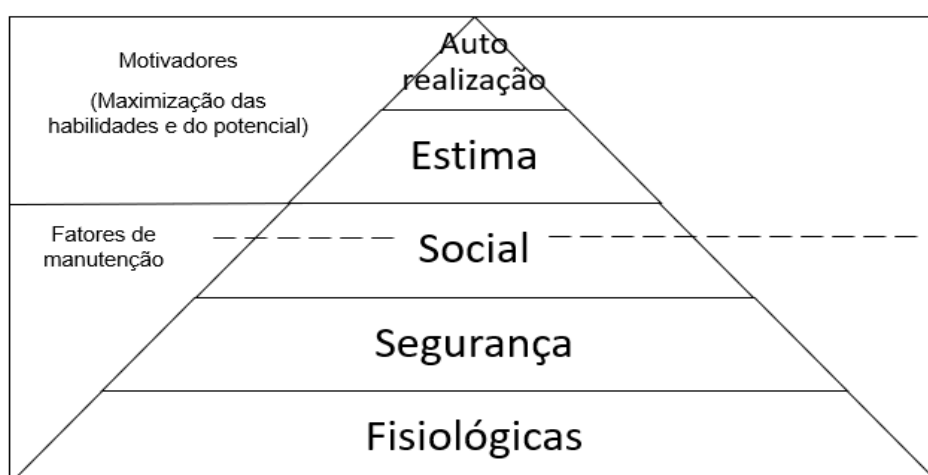 Motivadores
(Maximização das
habilidades e do potencial)
Auto
realização
Estima
Fatores de
manutenção
Social
Segurança
Fisiológicas